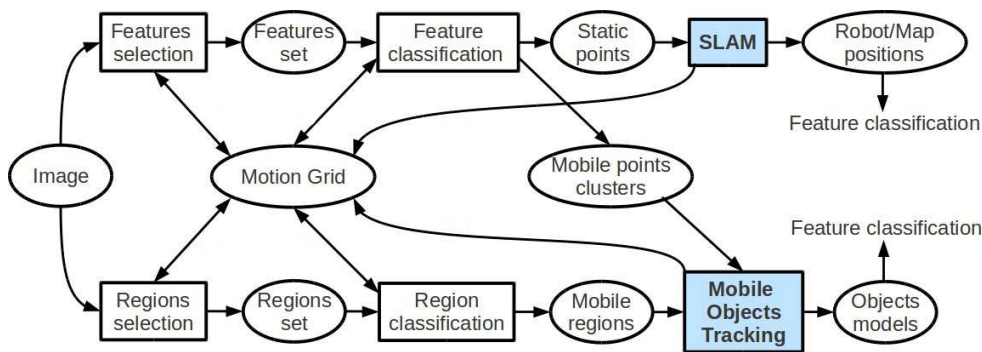 Features
selection
Features
set
Feature
classification
Static
points
SLAM
Robot/Map
positions
Feature classification
Image
Motion Grid
Mobile points
clusters
Feature classification
Regions
selection
Regions
set
Region
classification
Mobile
regions
Mobile
Objects
Tracking
Objects
models